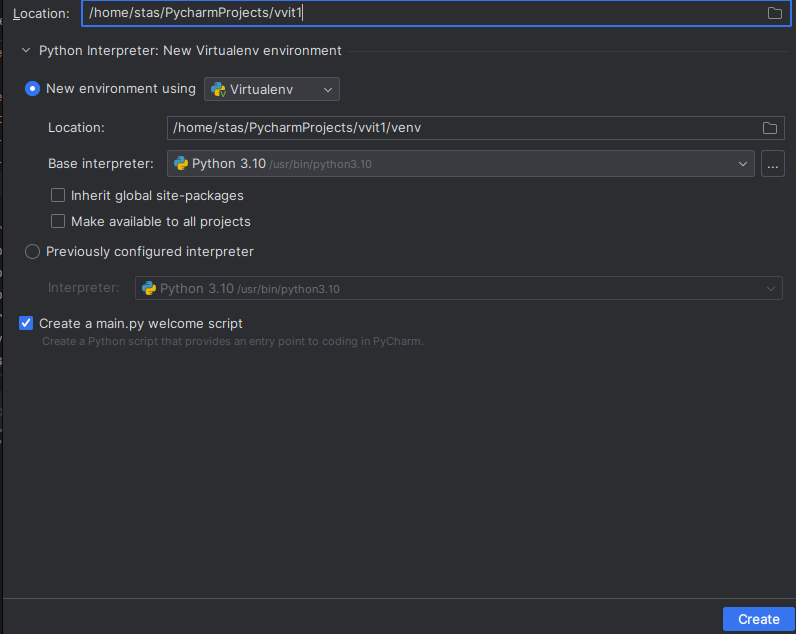 Location: /home/stas/PycharmProjects/vvit1
Python Interpreter: New Virtualenv environment
New environment using Virtualenv
Location: /home/stas/PycharmProjects/vvit1/venv
Base interpreter: Python 3.10 /usr/bin/python3.10 ...
Inherit global site-packages
Make available to all projects
Previously configured interpreter
Interpreter: Python 3.10 /usr/bin/python3.10
Create a main.py welcome script
Create a Python script that provides an entry point to coding in PyCharm.
Create